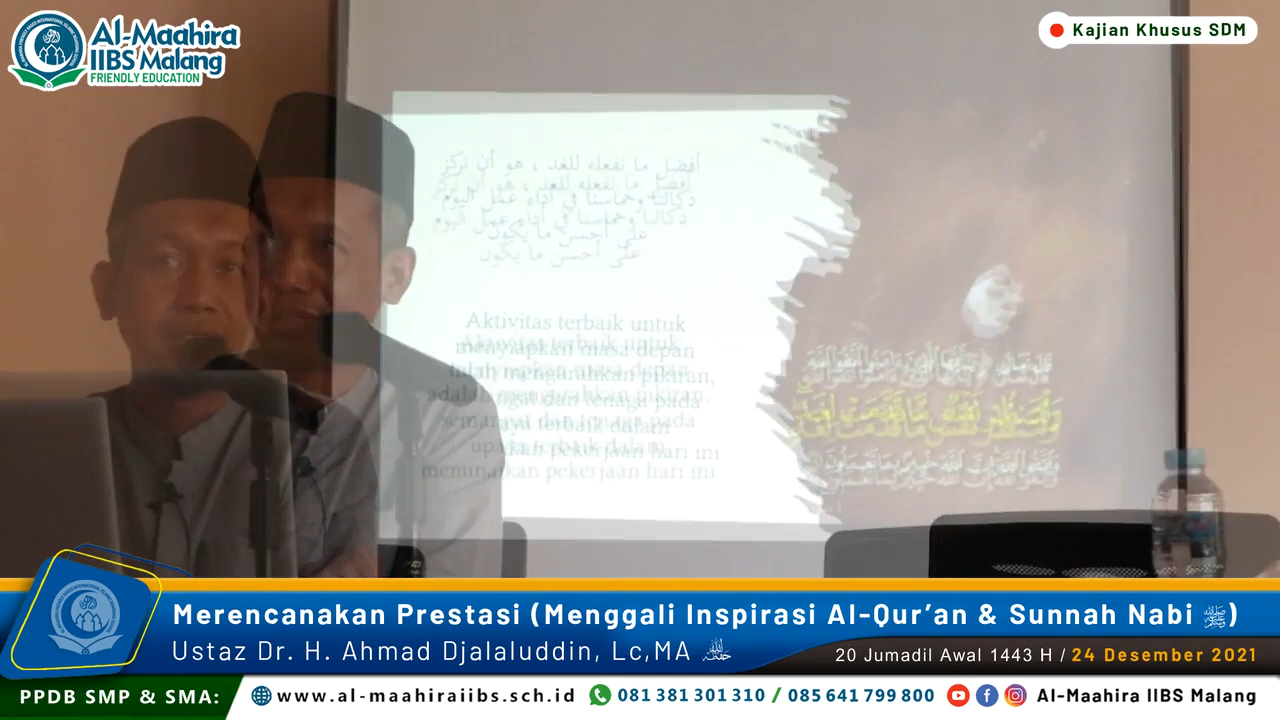 Al-Maahira
IIBS Malang
FRIENDLY EDUCATION
Kajian Khusus SDM
أفضل ما نفعله للغد ، هو أن نركز
ذكائنا وحماسنا في أداء عمل اليوم
على أحسن ما يكون
Aktivitas terbaik untuk
menyiapkan masa depan
adalah mengarahkan pikiran,
semangat dan tenaga pada
upaya terbaik dalam
menunaikan pekerjaan hari ini
Merencanakan Prestasi (Menggali Inspirasi Al-Qur’an & Sunnah Nabi ﷺ)
Ustaz Dr. H. Ahmad Djalaluddin, Lc,MA
20 Jumadil Awal 1443 H / 24 Desember 2021
PPDB SMP & SMA: www.al-maahiraiibs.sch.id 081 381 301 310 / 085 641 799 800 Al-Maahira IIBS Malang